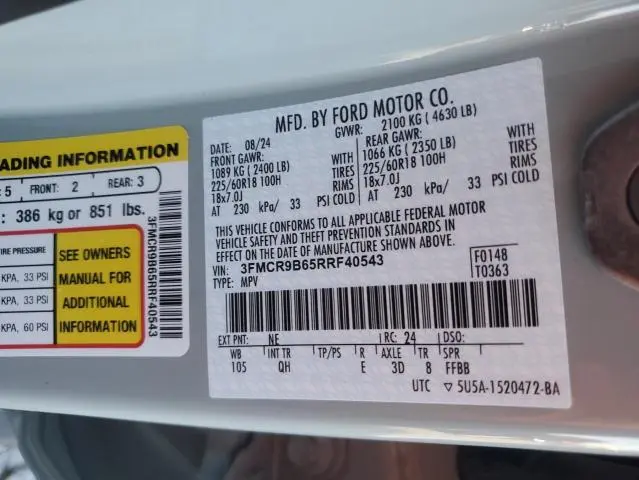 MFD. BY FORD MOTOR CO.
DATE: 08/24
GVWR: 2100 KG ( 4630 LB)
FRONT GAWR:
1089 KG ( 2400 LB)
225/60R18 100H
18x7.0J
AT 230 kPa/ 33 PSI COLD
WITH
TIRES
RIMS
REAR GAWR:
1066 KG ( 2350 LB)
225/60R18 100H
18x7.0J
AT 230 kPa/ 33 PSI COLD
WITH
TIRES
RIMS
THIS VEHICLE CONFORMS TO ALL APPLICABLE FEDERAL MOTOR
VEHICLE SAFETY AND THEFT PREVENTION STANDARDS IN
EFFECT ON THE DATE OF MANUFACTURE SHOWN ABOVE.
VIN: 3FMCR9B65RRF40543
TYPE: MPV
F0148
T0363
EXT PNT: NE RC: 24 DSO:
WB INT TR TP/PS R AXLE TR SPR
105 QH E 3D 8 FFBB
UTC ▽ 5U5A-1520472-BA
ADING INFORMATION
: 5 FRONT: 2 REAR: 3
: 386 kg or 851 lbs.
TIRE PRESSURE
KPA, 33 PSI
KPA, 33 PSI
KPA, 60 PSI
SEE OWNERS
MANUAL FOR
ADDITIONAL
INFORMATION
3FMCR9B65RRF40543